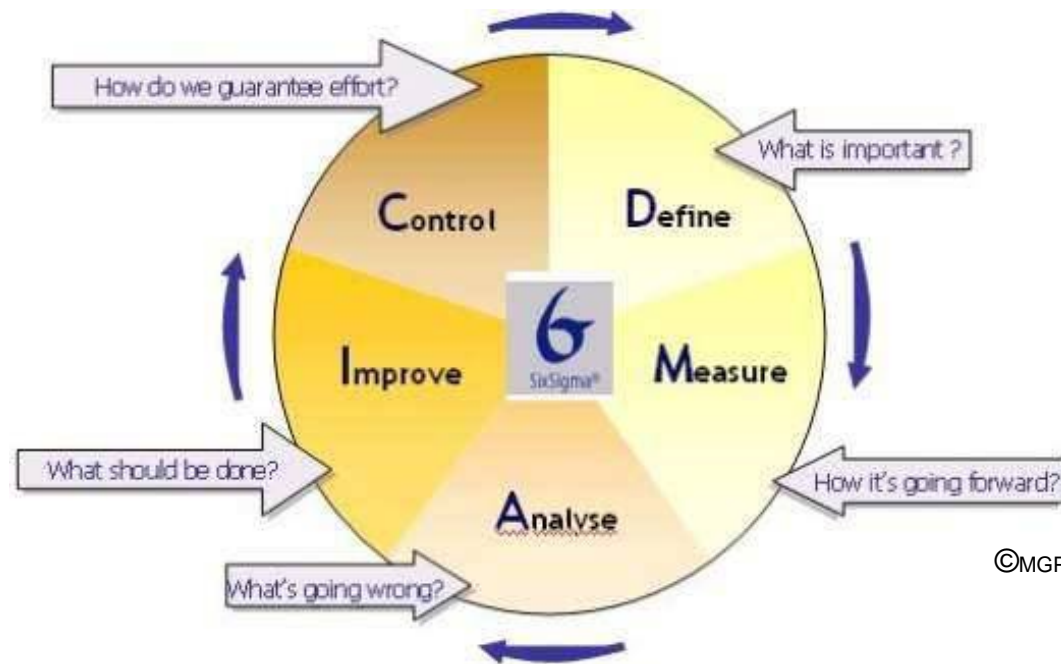 How do we guarantee effort?
What is important ?
Control
Define
SixSigma®
Improve
Measure
What should be done?
How it's going forward?
Analyse
What's going wrong?
©MGF